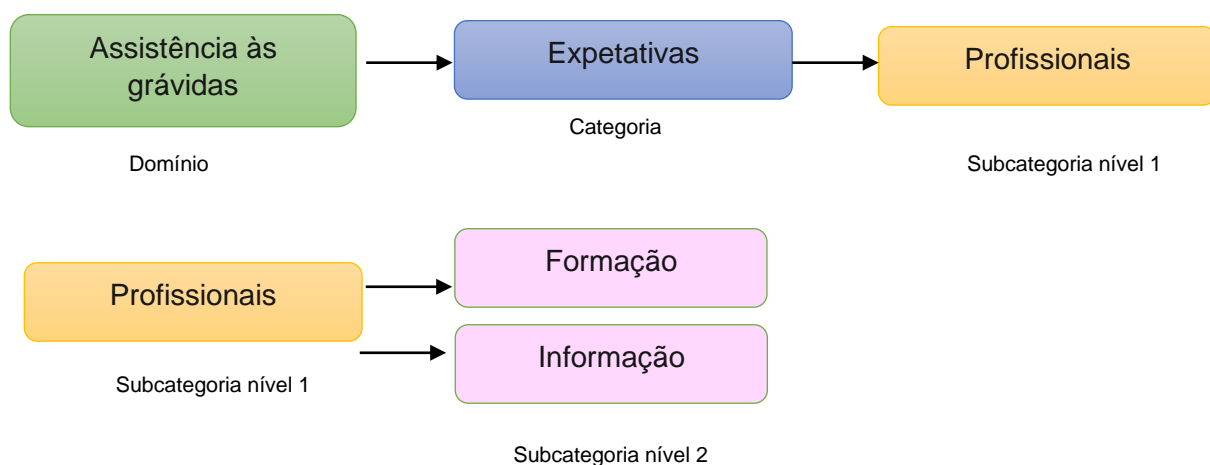 Assistência às
grávidas
Expetativas
Profissionais
Categoria
Domínio
Subcategoria nível 1
Profissionais
Formação
Informação
Subcategoria nível 1
Subcategoria nível 2